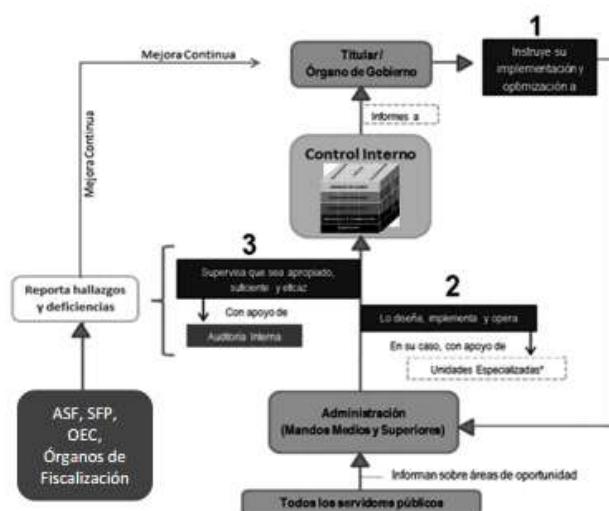 1
Mejora Continua
Titular/
Órgano de Gobierno
Instruye su
implementación y
optimización a
Mejora Continua
Informes a
Control Interno
3
Supervisa que sea apropiado,
suficiente y eficaz
Con apoyo de
Auditoría Interna
Reporta hallazgos
y deficiencias
2
Lo diseña, implementa y opera
En su caso, con apoyo de
Unidades Especializadas*
ASF, SFP,
OEC,
Órganos de
Fiscalización
Administración
(Mandos Medios y Superiores)
Informan sobre áreas de oportunidad
Todos los servidores públicos